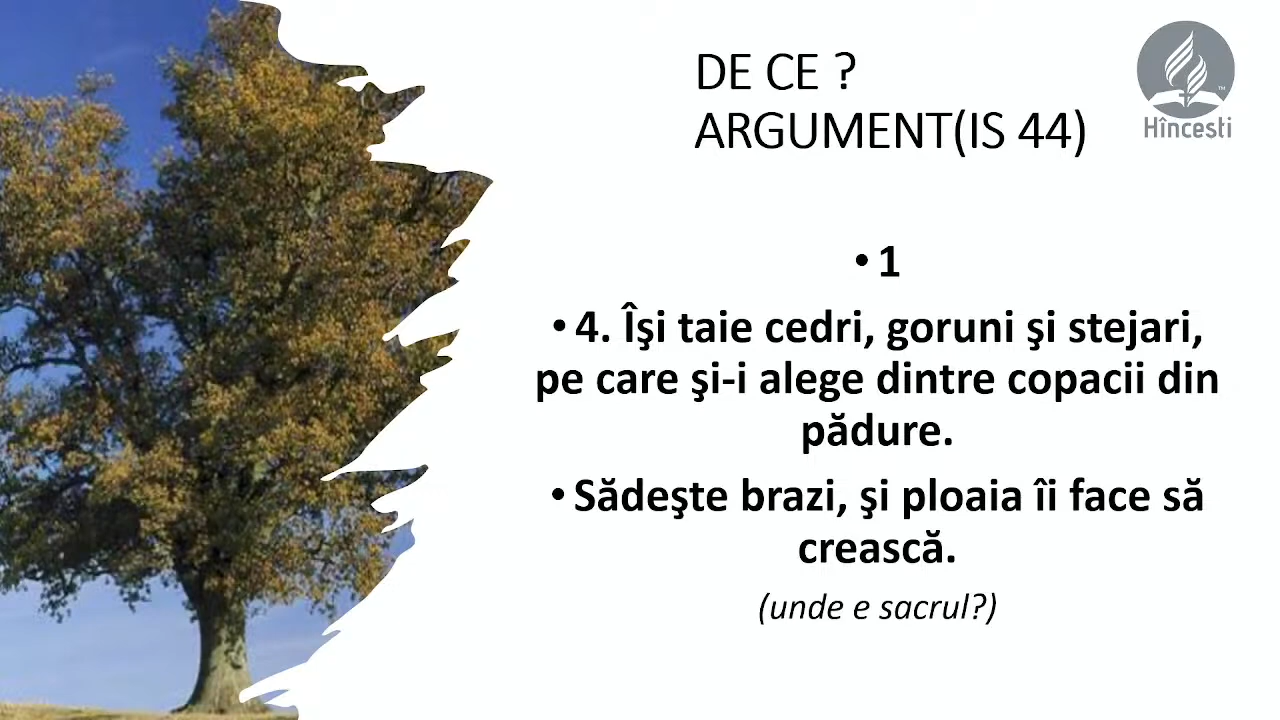 DE CE ?
ARGUMENT(IS 44)
Hîncești
• 1
• 4. Îşi taie cedri, goruni şi stejari,
pe care şi-i alege dintre copacii din
pădure.
• Sădeşte brazi, şi ploaia îi face să
crească.
(unde e sacrul?)